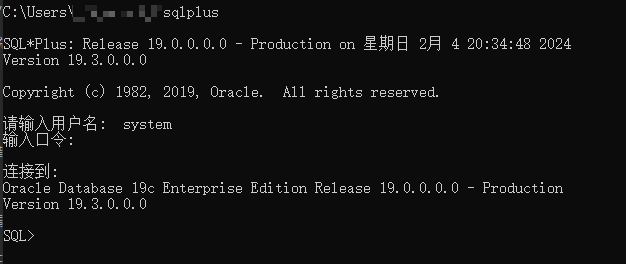 C:\Users\ sqlplus
SQL*Plus: Release 19.0.0.0.0 - Production on 星期日 2月 4 20:34:48 2024
Version 19.3.0.0.0
Copyright (c) 1982, 2019, Oracle.  All rights reserved.
请输入用户名:  system
输入口令:
连接到:
Oracle Database 19c Enterprise Edition Release 19.0.0.0.0 - Production
Version 19.3.0.0.0
SQL>